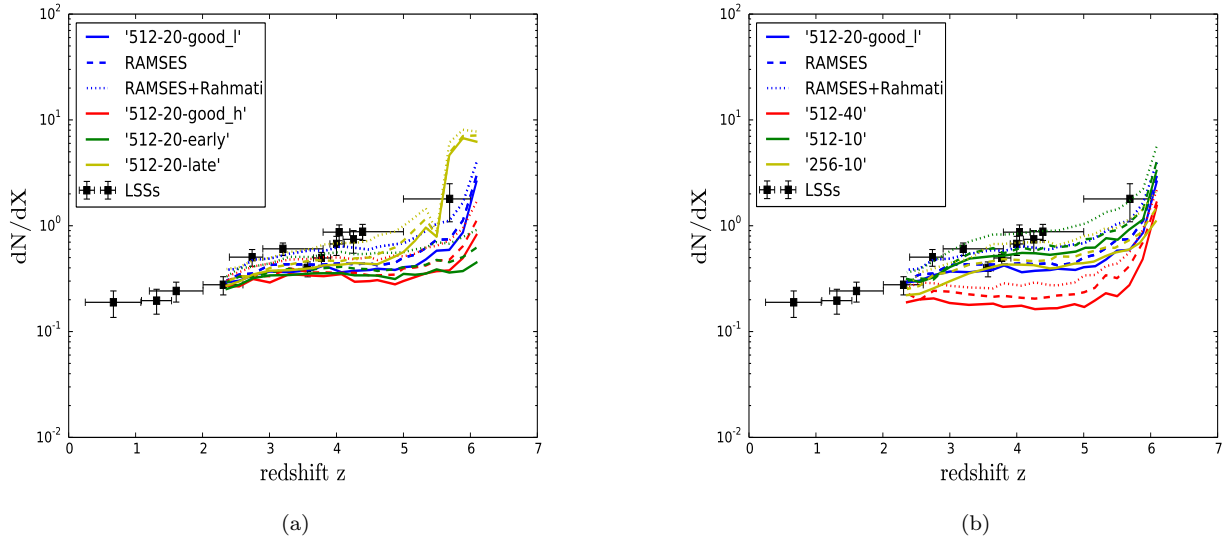 10^2
10^1
10^0
10^-1
10^-2
dN/dX
'512-20-good_l'
RAMSES
RAMSES+Rahmati
'512-20-good_h'
'512-20-early'
'512-20-late'
LSSs
0 1 2 3 4 5 6 7
redshift z
(a)
10^2
10^1
10^0
10^-1
10^-2
dN/dX
'512-20-good_l'
RAMSES
RAMSES+Rahmati
'512-40'
'512-10'
'256-10'
LSSs
0 1 2 3 4 5 6 7
redshift z
(b)